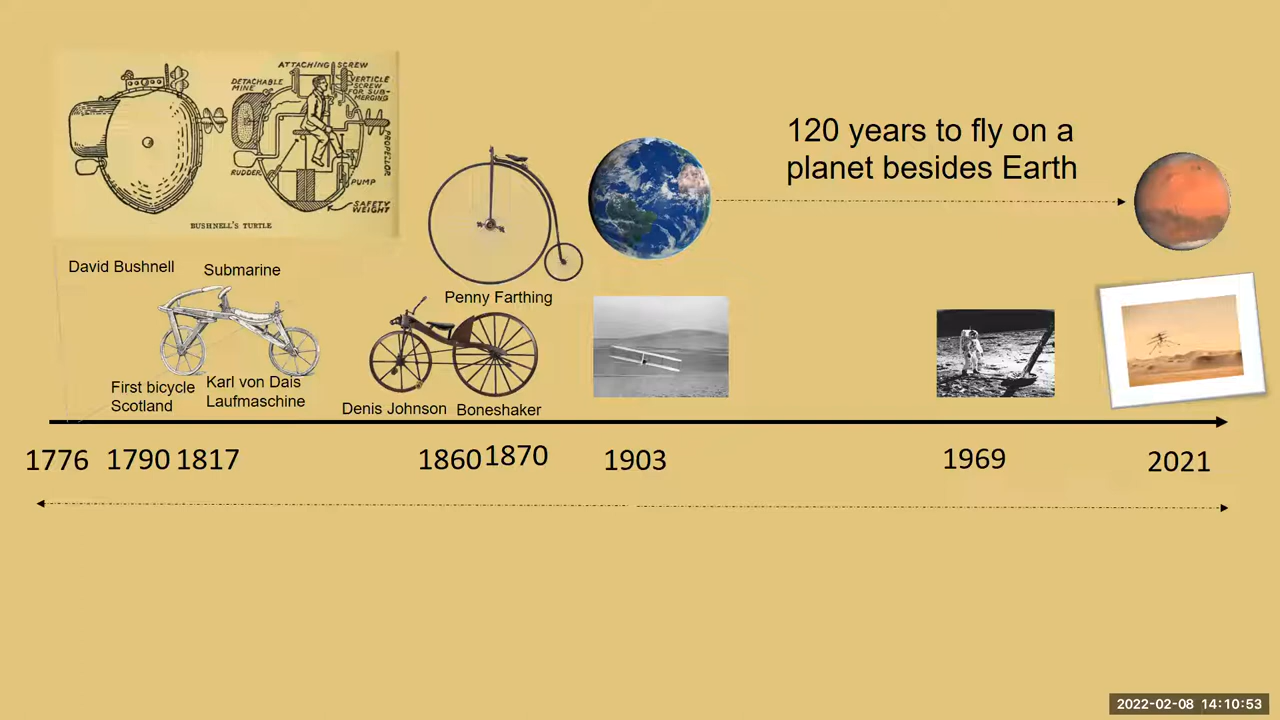 ATTACHING SCREW
DETACHABLE
MINE
VERTICLE
SCREW
FOR SUB-
MERGING
PROPELLOR
RUDDER
PUMP
SAFETY
WEIGHT
BUSHNELL'S TURTLE
120 years to fly on a
planet besides Earth
David Bushnell
Submarine
Penny Farthing
First bicycle
Scotland
Karl von Dais
Laufmaschine
Denis Johnson
Boneshaker
1776
1790
1817
1860
1870
1903
1969
2021
2022-02-08 14:10:53